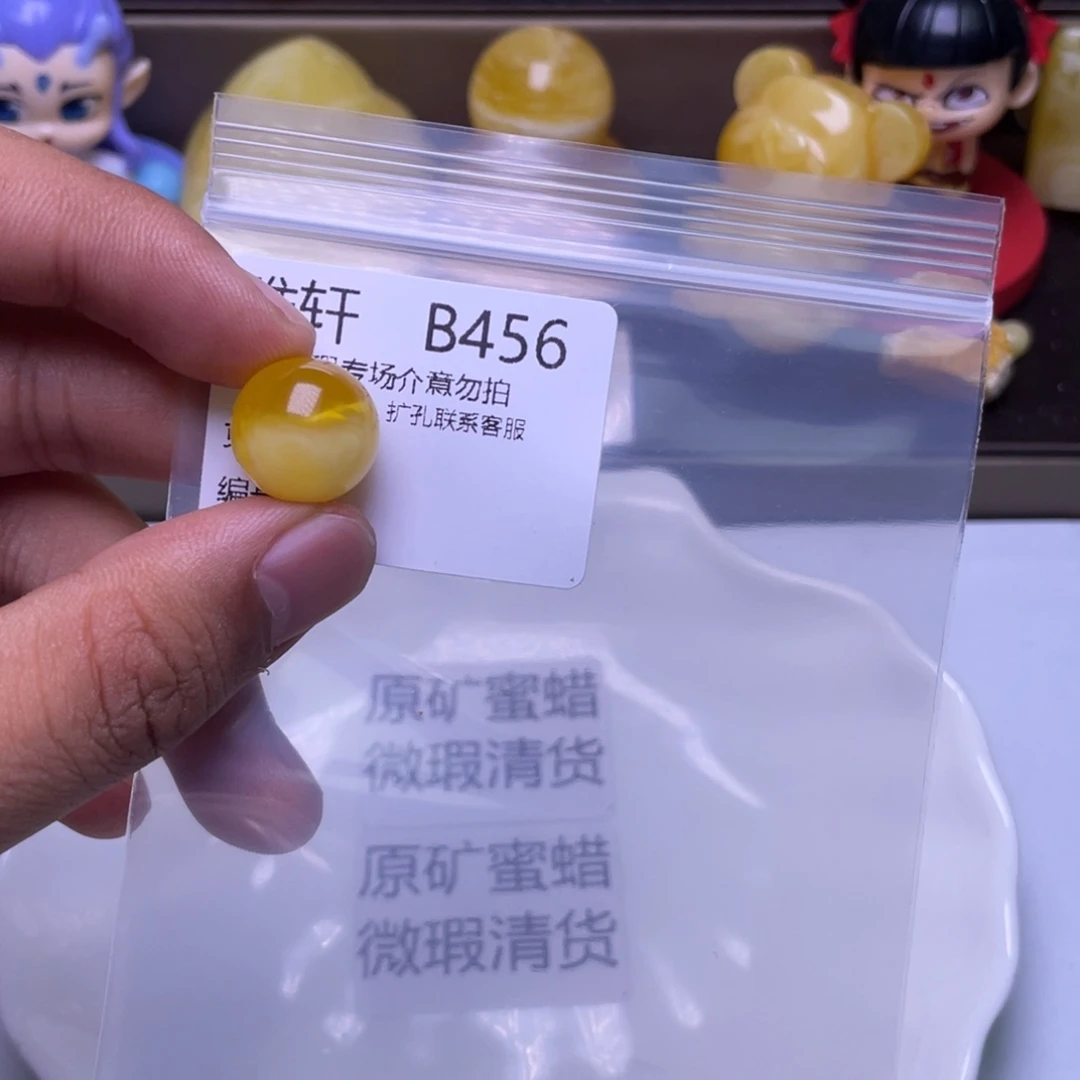 轩 B456
专场介意勿拍
扩孔联系客服
编
原矿蜜蜡
微瑕清货
原矿蜜蜡
微瑕清货